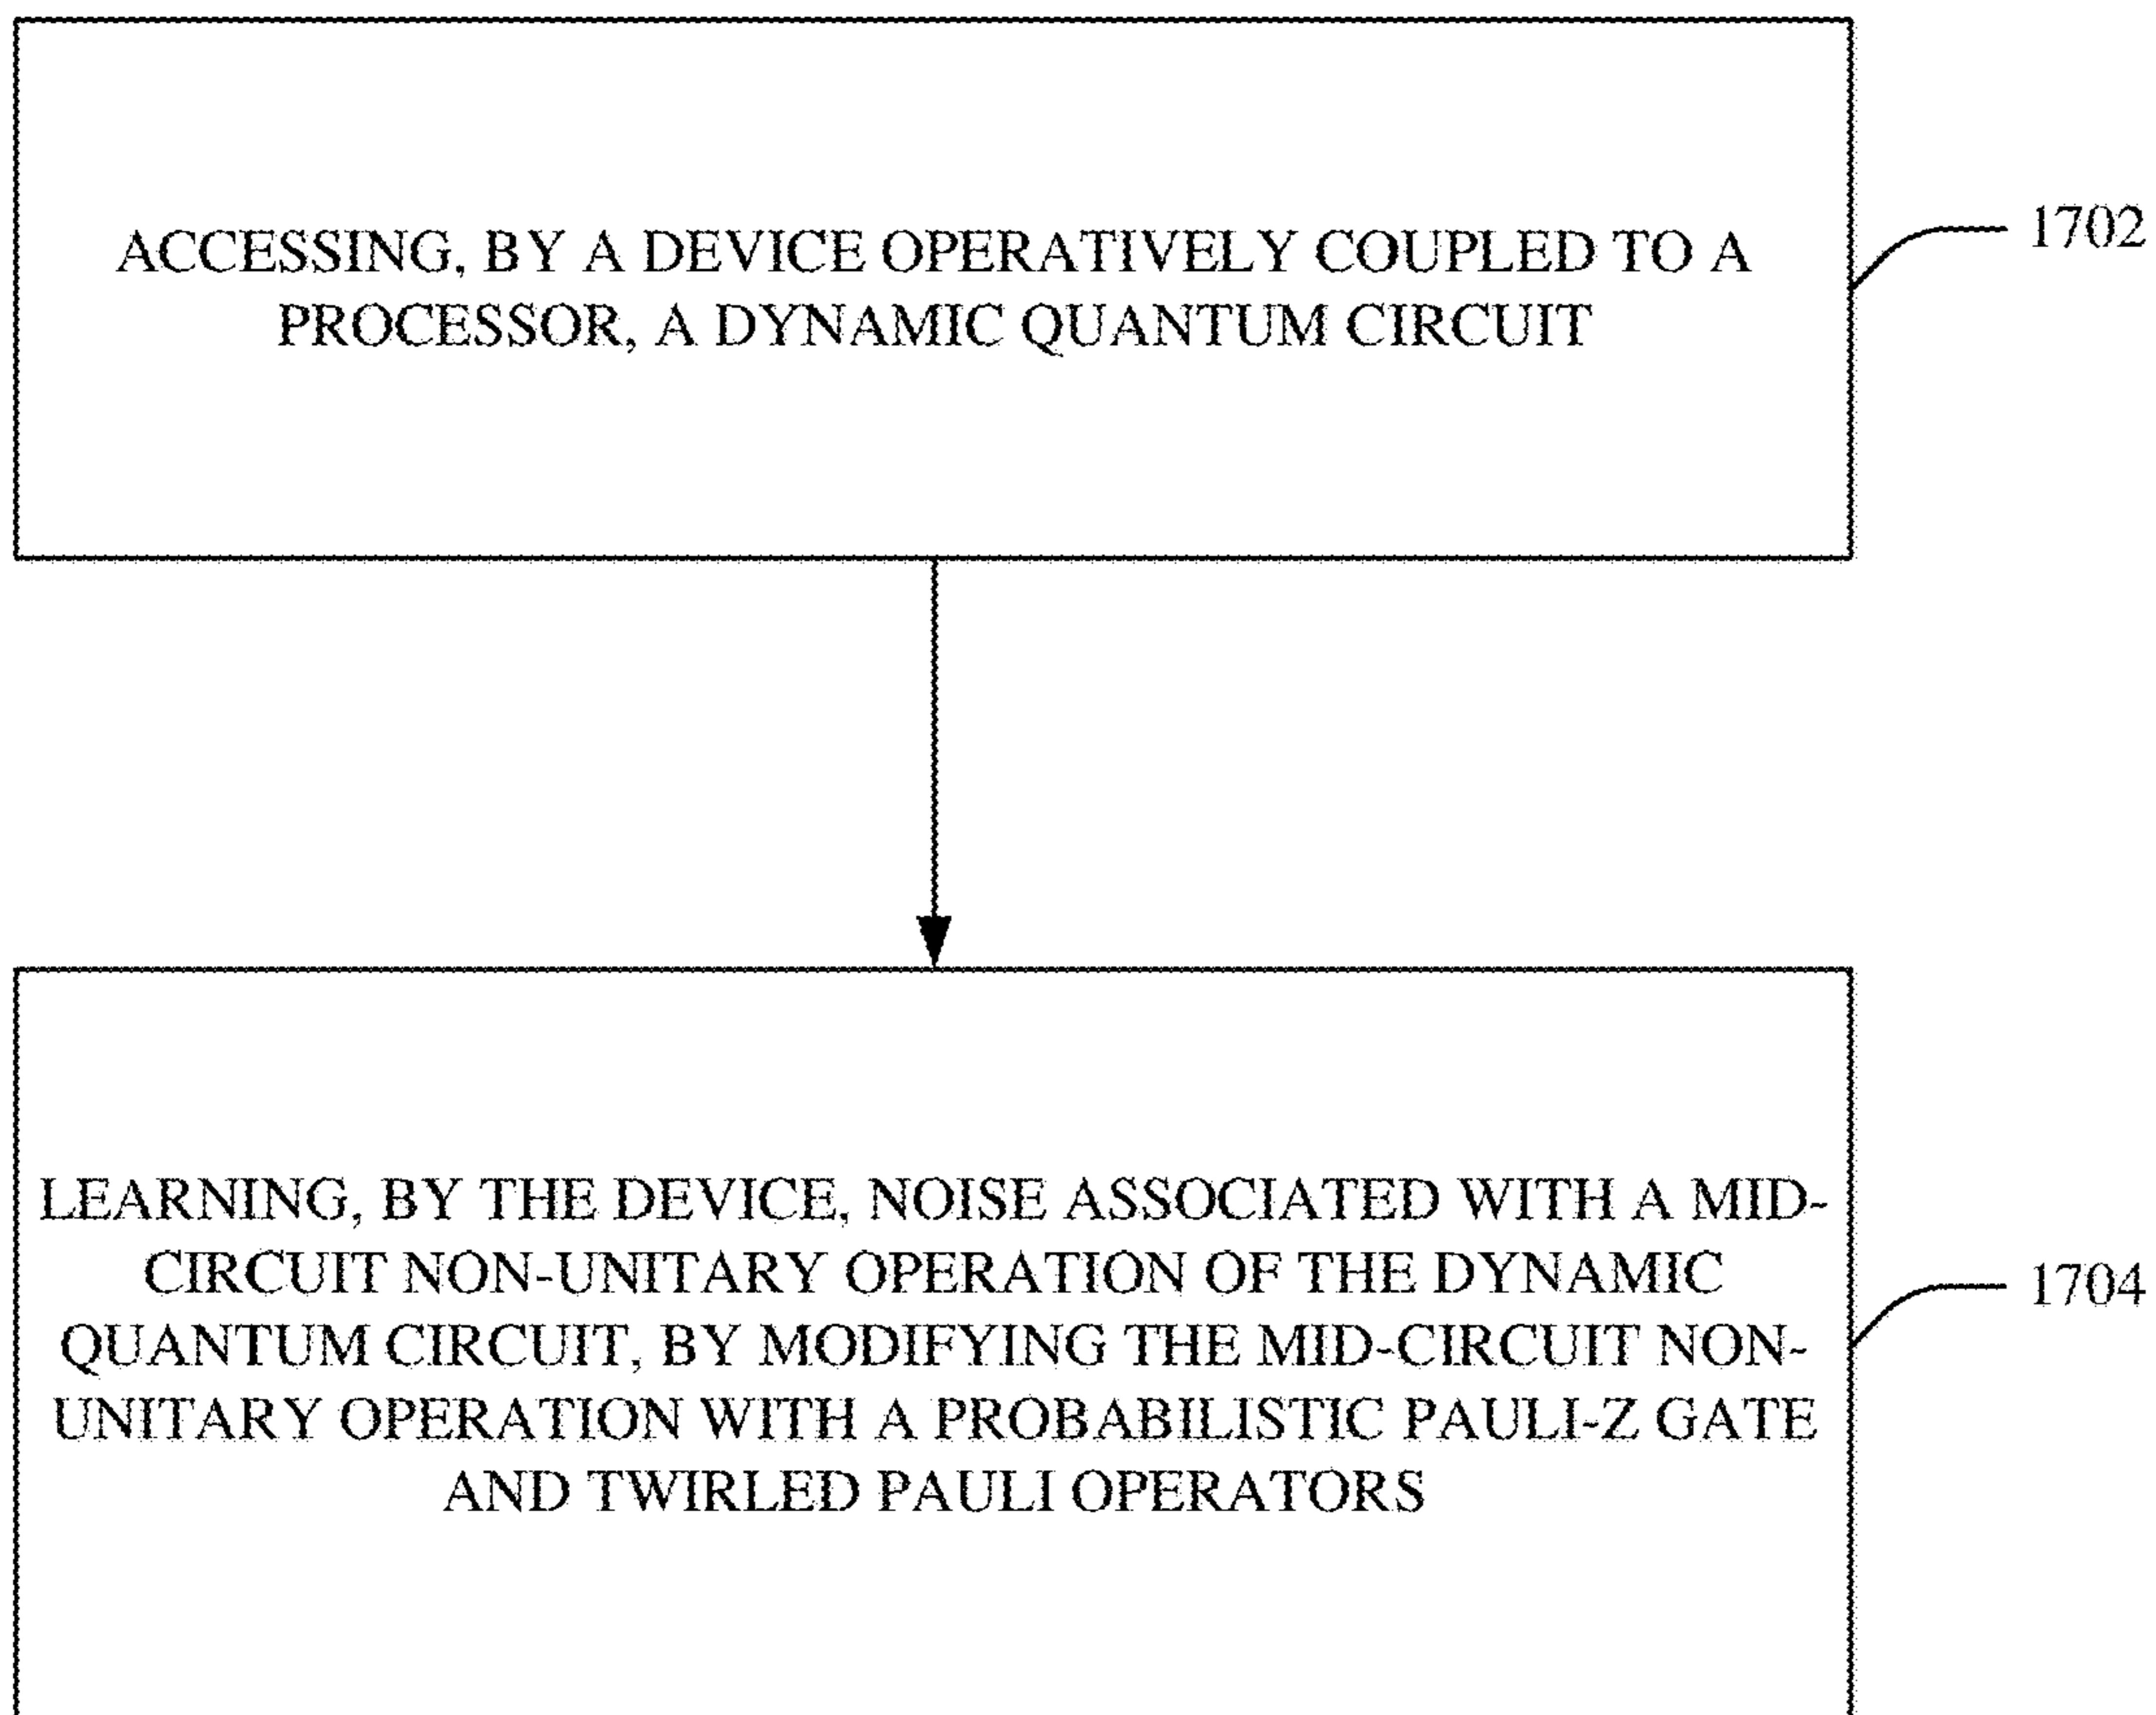 ACCESSING, BY A DEVICE OPERATIVELY COUPLED TO A
PROCESSOR, A DYNAMIC QUANTUM CIRCUIT
1702
LEARNING, BY THE DEVICE, NOISE ASSOCIATED WITH A MID-
CIRCUIT NON-UNITARY OPERATION OF THE DYNAMIC
QUANTUM CIRCUIT, BY MODIFYING THE MID-CIRCUIT NON-
UNITARY OPERATION WITH A PROBABILISTIC PAULI-Z GATE
AND TWIRLED PAULI OPERATORS
1704